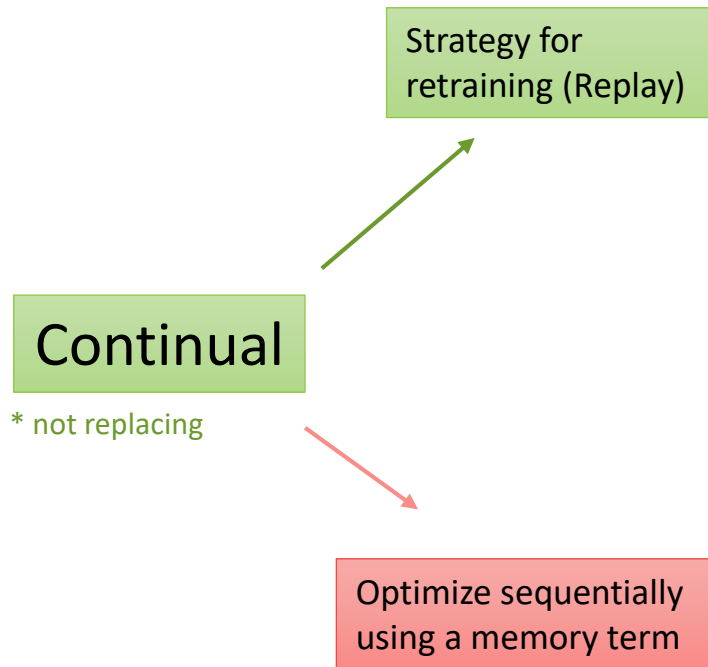 Strategy for
retraining (Replay)
Continual
* not replacing
Optimize sequentially
using a memory term